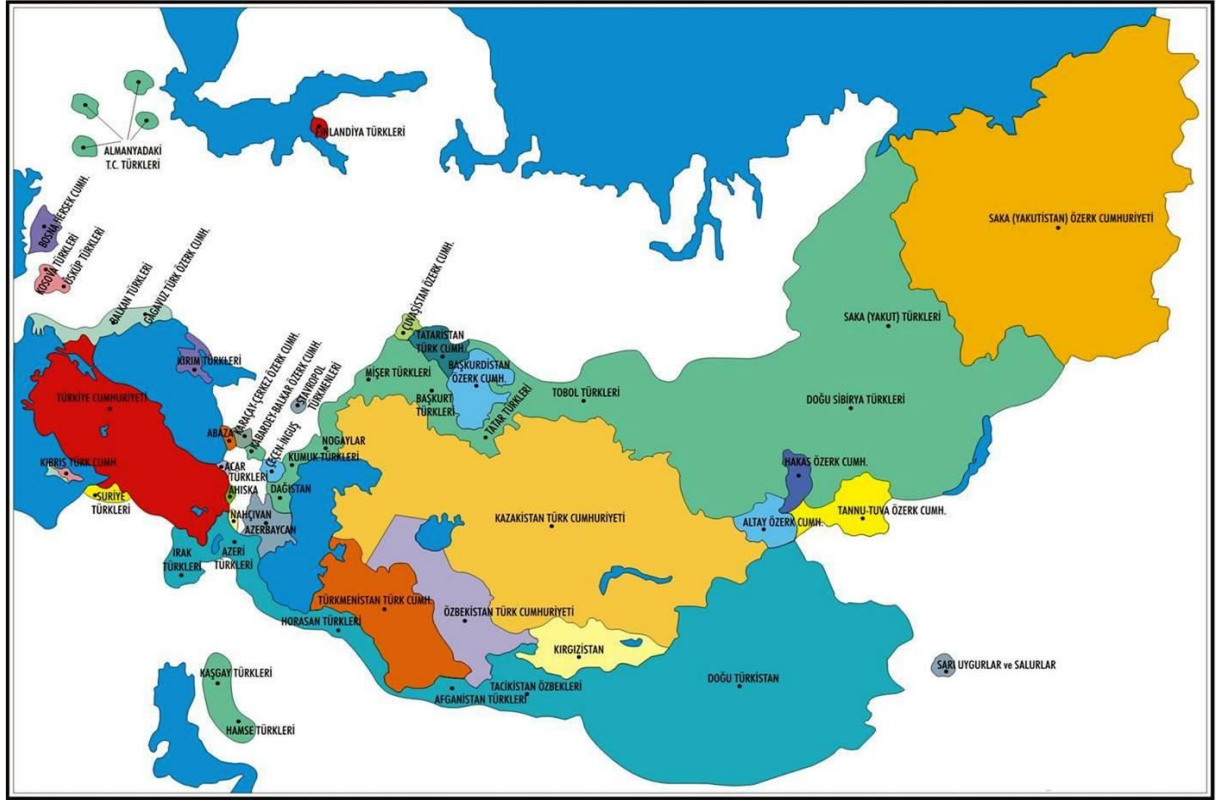 ALMANYADAKİ
T.C. TÜRKLERİ
FİNLANDİYA TÜRKLERİ
BOSNA HERSEK CUMH.
KOSOVA TÜRKLERİ
ÜSKÜP TÜRKLERİ
BALKAN TÜRKLERİ
GAGAVUZ TÜRK ÖZERK CUMH.
KIRIM TÜRKLERİ
TÜRKİYE CUMHURİYETİ
KIBRIS TÜRK CUMH.
SURİYE
TÜRKLERİ
ABAZA
KARAÇAY-ÇERKEZ ÖZERK CUMH.
KABARDEY-BALKAR ÖZERK CUMH.
STAVROPOL
TÜRKMENLERİ
ÇEÇEN-İNGUŞ
ACAR
TÜRKLERİ
AHISKA
KUMUK TÜRKLERİ
NOGAYLAR
DAĞISTAN
NAHÇIVAN
AZERBAYCAN
AZERİ
TÜRKLERİ
IRAK
TÜRKLERİ
ÇUVAŞİSTAN ÖZERK CUMH.
TATARİSTAN
TÜRK CUMH.
BAŞKURDİSTAN
ÖZERK CUMH.
MİŞER TÜRKLERİ
BAŞKURT
TÜRKLERİ
TATAR TÜRKLERİ
TOBOL TÜRKLERİ
SAKA (YAKUTİSTAN) ÖZERK CUMHURİYETİ
SAKA (YAKUT) TÜRKLERİ
DOĞU SİBİRYA TÜRKLERİ
HAKAS ÖZERK CUMH.
ALTAY ÖZERK CUMH.
TANNU-TUVA ÖZERK CUMH.
KAZAKİSTAN TÜRK CUMHURİYETİ
TÜRKMENİSTAN TÜRK CUMH.
ÖZBEKİSTAN TÜRK CUMHURİYETİ
HORASAN TÜRKLERİ
KIRGIZİSTAN
DOĞU TÜRKİSTAN
SARI UYGURLAR ve SALURLAR
TACİKİSTAN ÖZBEKLERİ
AFGANİSTAN TÜRKLERİ
KAŞGAY TÜRKLERİ
HAMSE TÜRKLERİ